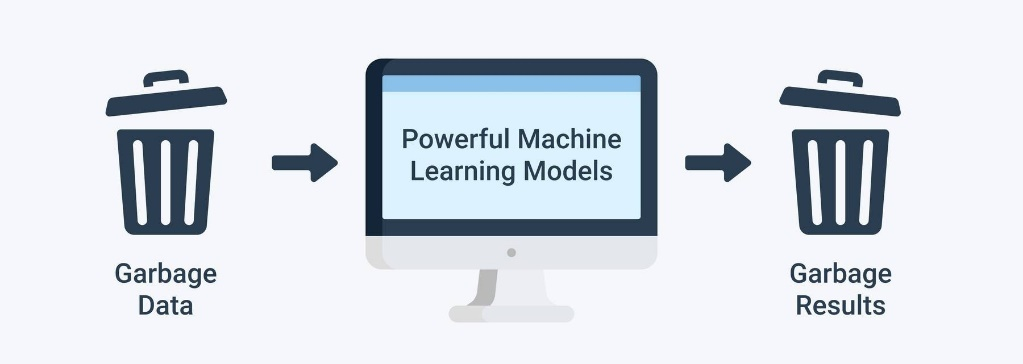 Powerful Machine
Learning Models
Garbage
Data
Garbage
Results